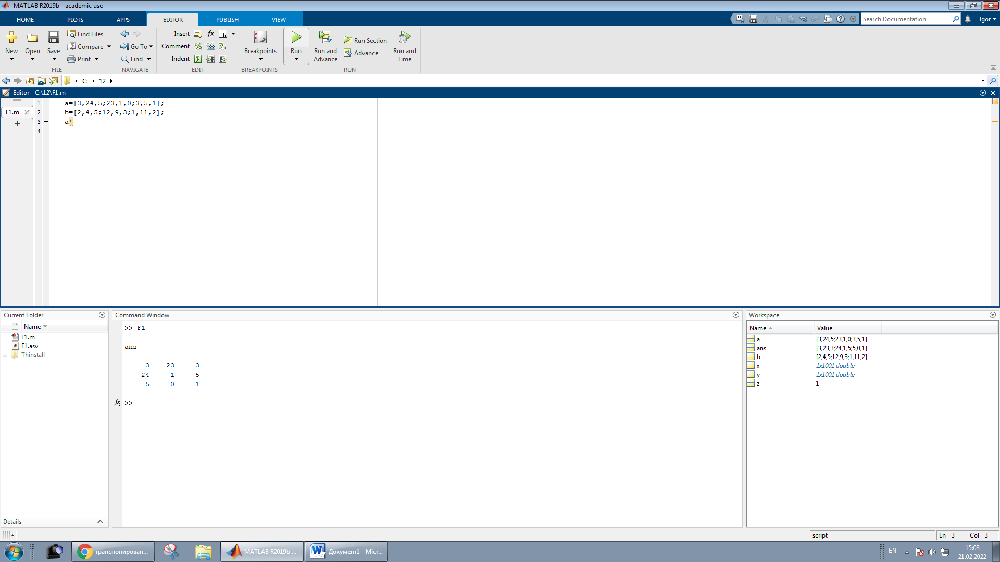 MATLAB R2019b - academic use
HOME PLOTS APPS EDITOR PUBLISH VIEW
Search Documentation
Igor
New
Open
Save
Find Files
Compare
Print
FILE
Go To
Find
NAVIGATE
Insert fx
Comment
Indent
EDIT
Breakpoints
BREAKPOINTS
Run
Run and Advance
Run Section
Advance
Run and Time
RUN
C: 12
Editor - C:\12\F1.m
F1.m
1 a=[3,24,5;23,1,0;3,5,1];
2 b=[2,4,5;12,9,3;1,11,2];
3 a'
4
Current Folder
Name
F1.m
F1.asv
Thinstall
Details
Command Window
>> F1
ans =
3 23 3
24 1 5
5 0 1
fx >>
Workspace
Name Value
a [3,24,5;23,1,0;3,5,1]
ans [3,23,3;24,1,5;5,0,1]
b [2,4,5;12,9,3;1,11,2]
x 1x1001 double
y 1x1001 double
z 1
script
Ln 3 Col 3
транспонирован...
MATLAB R2019b ...
Документ1 - Micr...
EN
15:03
21.02.2022